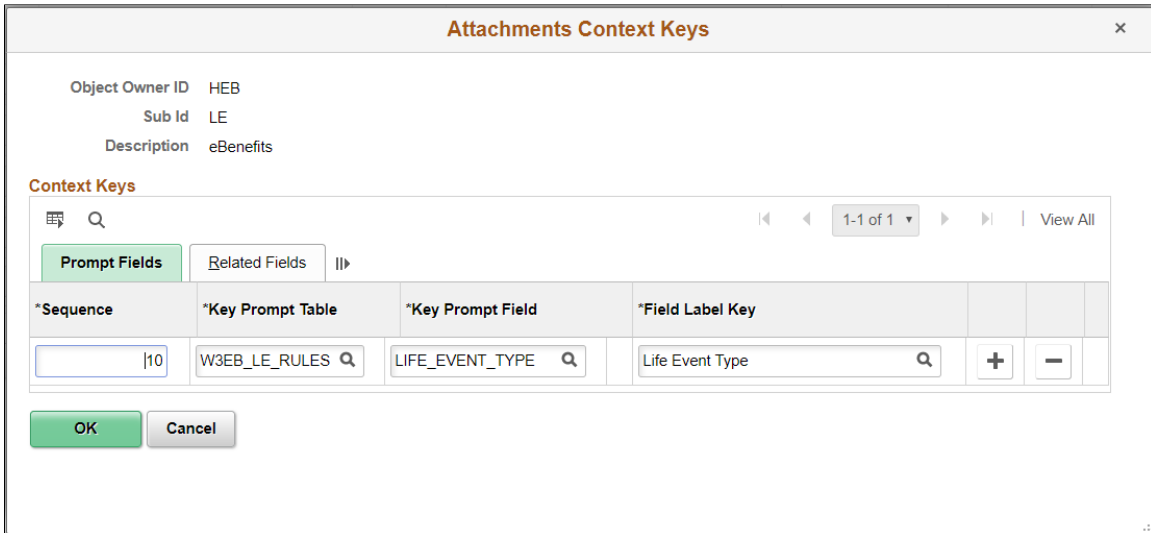 Attachments Context Keys ×
Object Owner ID HEB
Sub Id LE
Description eBenefits
Context Keys
1-1 of 1 | View All
Prompt Fields Related Fields
*Sequence *Key Prompt Table *Key Prompt Field *Field Label Key
10 W3EB_LE_RULES LIFE_EVENT_TYPE Life Event Type + −
OK Cancel